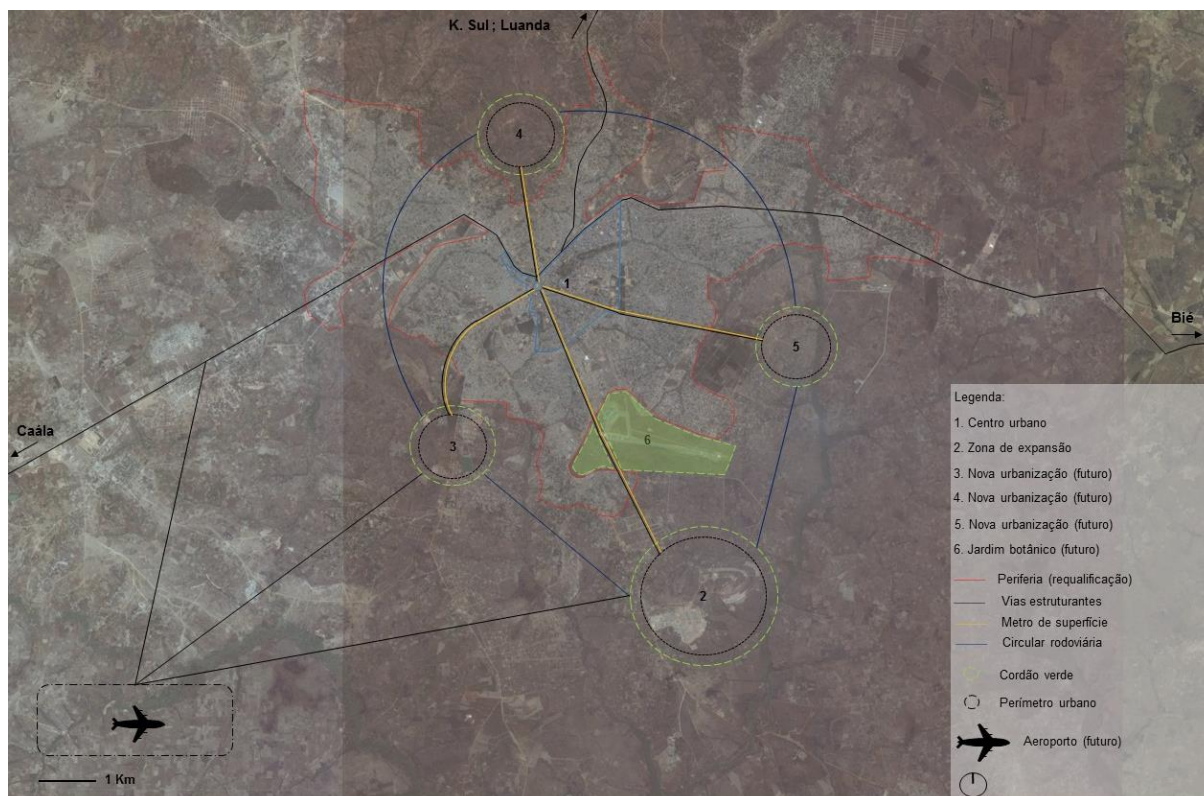 K. Sul ; Luanda
4
1
Bié
5
Caála
3
6
2
1 Km
Legenda:
1. Centro urbano
2. Zona de expansão
3. Nova urbanização (futuro)
4. Nova urbanização (futuro)
5. Nova urbanização (futuro)
6. Jardim botânico (futuro)
Periferia (requalificação)
Vias estruturantes
Metro de superfície
Circular rodoviária
Cordão verde
Perímetro urbano
Aeroporto (futuro)